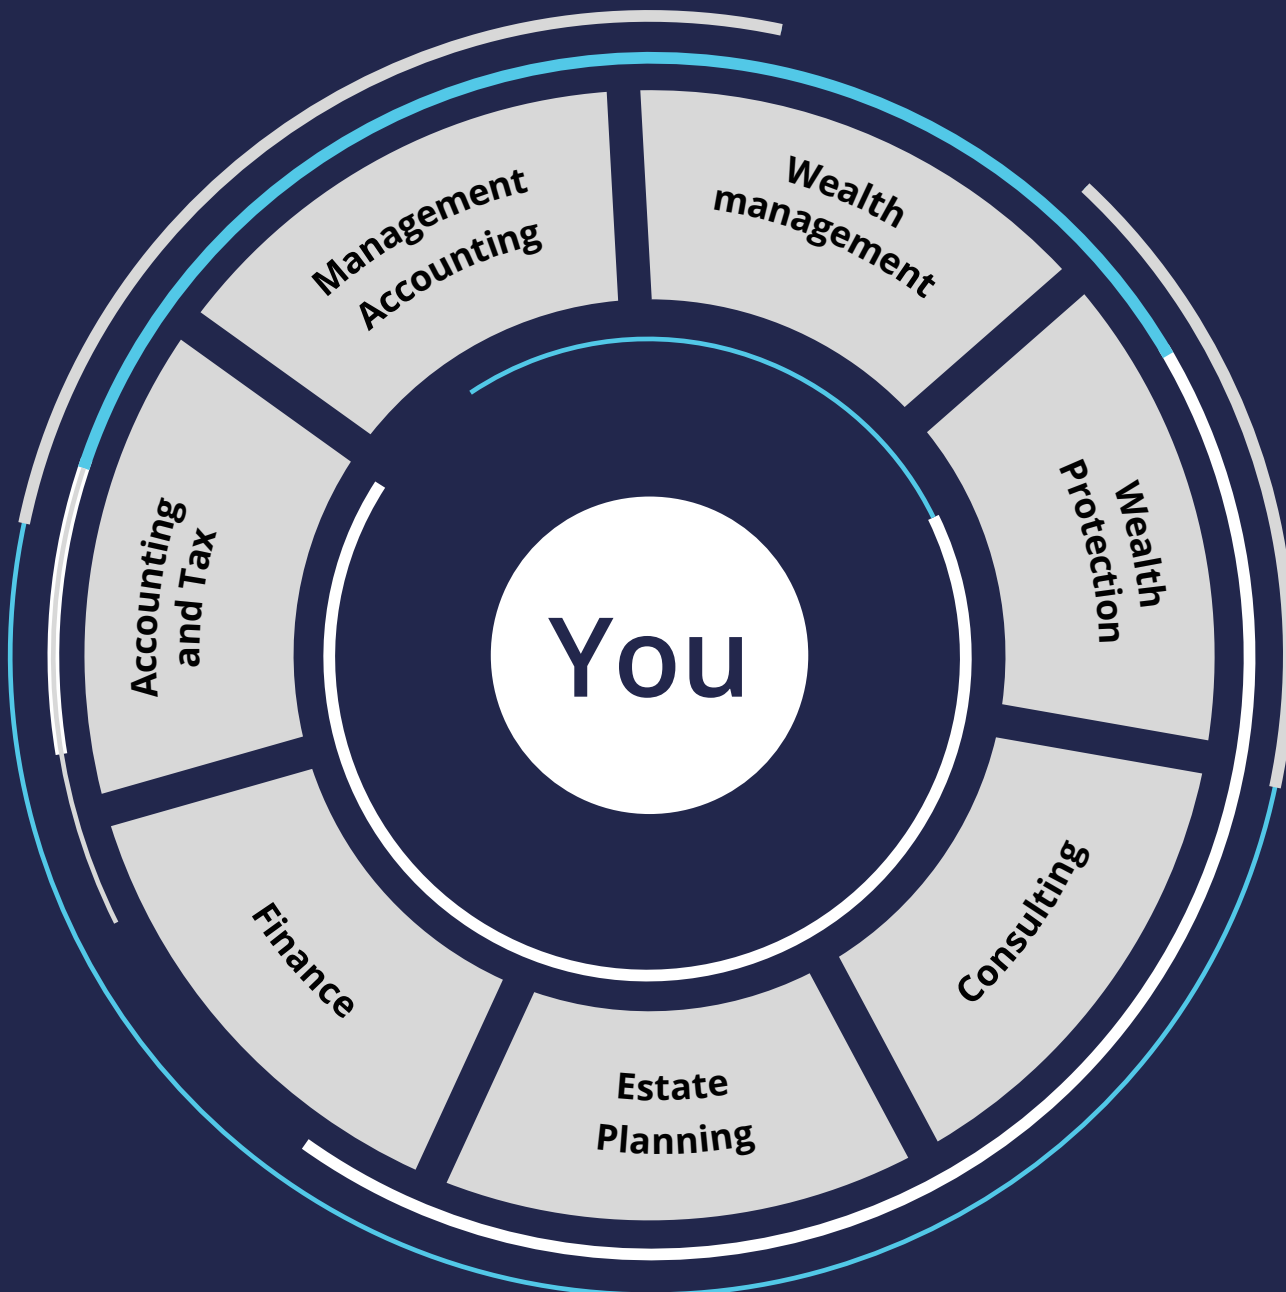 Management
Accounting
Wealth
management
Wealth
Protection
Consulting
Estate
Planning
Finance
Accounting
and Tax
You